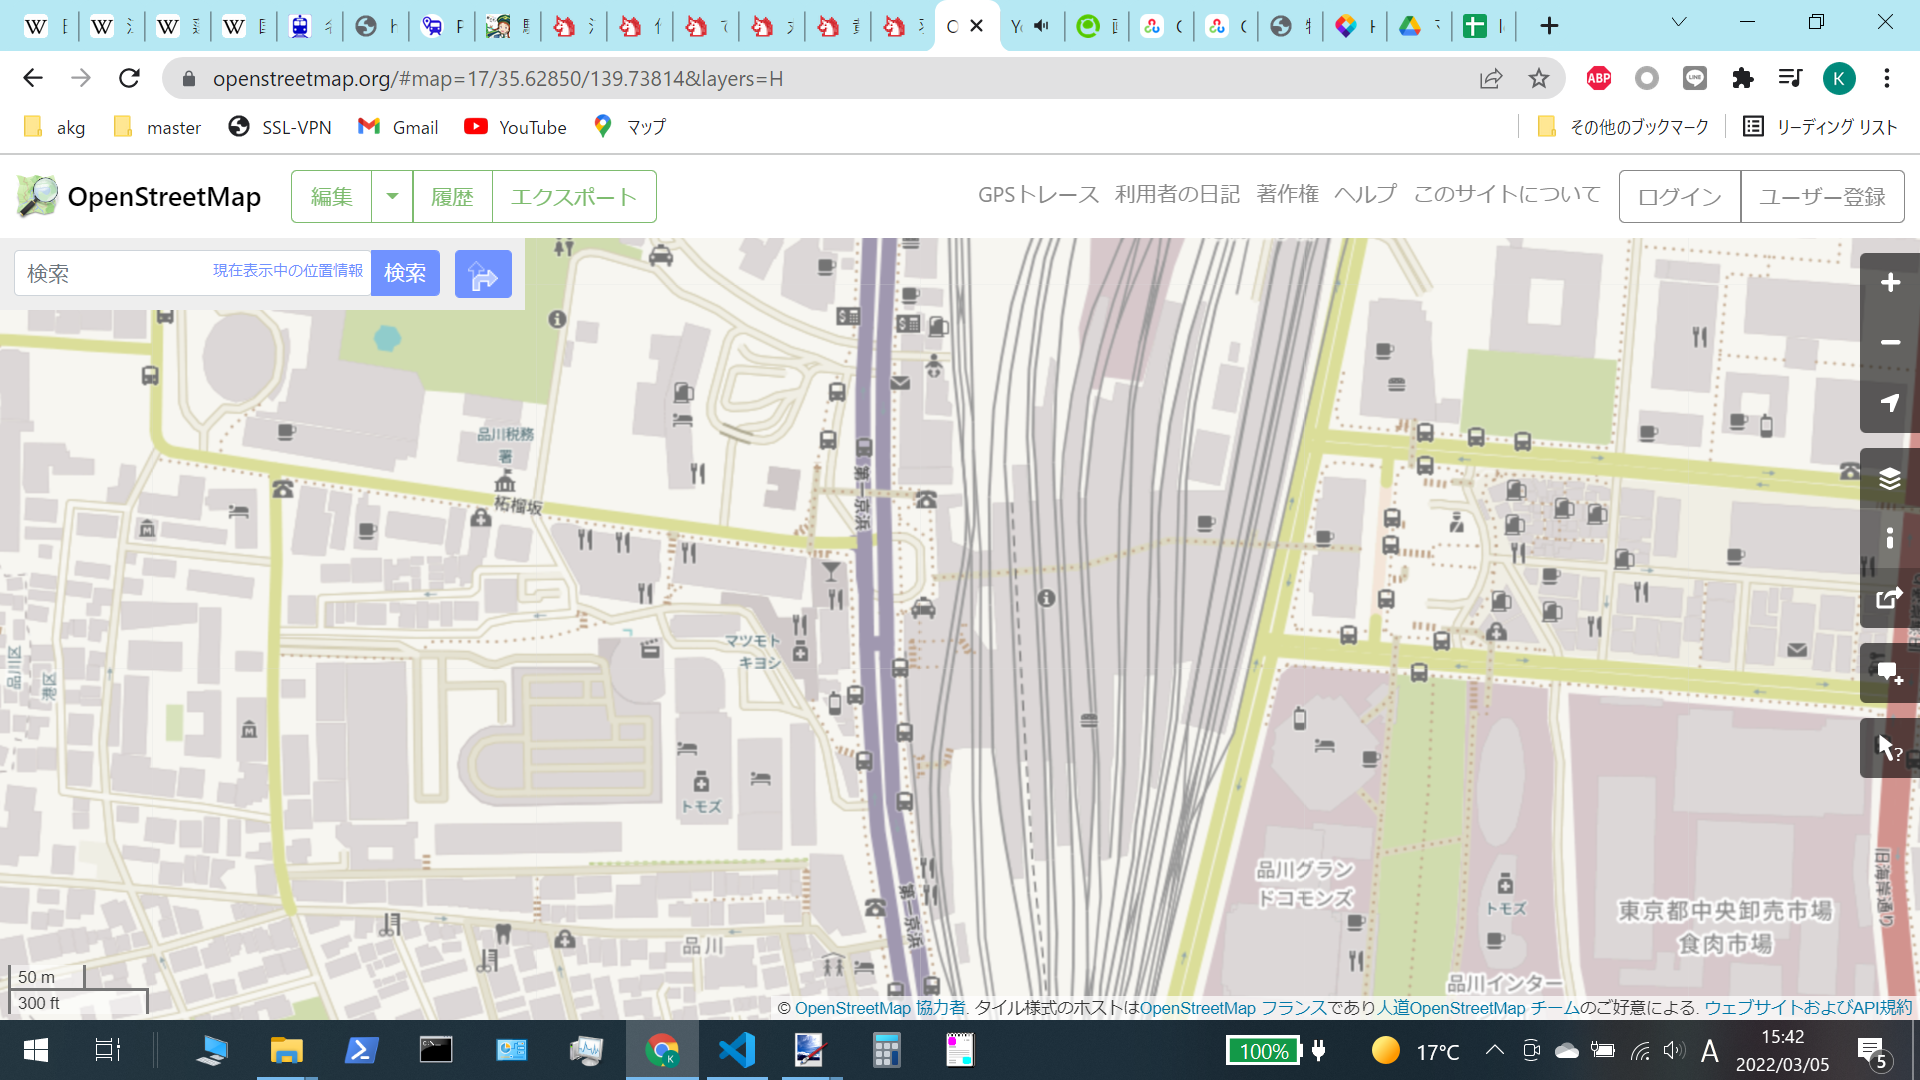 openstreetmap.org/#map=17/35.62850/139.73814&layers=H
ABP
LINE
K
akg
master
SSL-VPN
Gmail
YouTube
マップ
その他のブックマーク
リーディング リスト
OpenStreetMap
編集
履歴
エクスポート
GPSトレース
利用者の日記
著作権
ヘルプ
このサイトについて
ログイン
ユーザー登録
検索
現在表示中の位置情報
検索
品川税務
署
柘榴坂
第一京浜
マツモト
キヨシ
品川区
港区
トモズ
品川グラン
ドコモンズ
トモズ
東京都中央卸売市場
食肉市場
旧海岸通り
第一京浜
品川
品川インター
50 m
300 ft
© OpenStreetMap 協力者. タイル様式のホストはOpenStreetMap フランスであり人道OpenStreetMap チームのご好意による. ウェブサイトおよびAPI規約
100%
17°C
A
15:42
2022/03/05
5